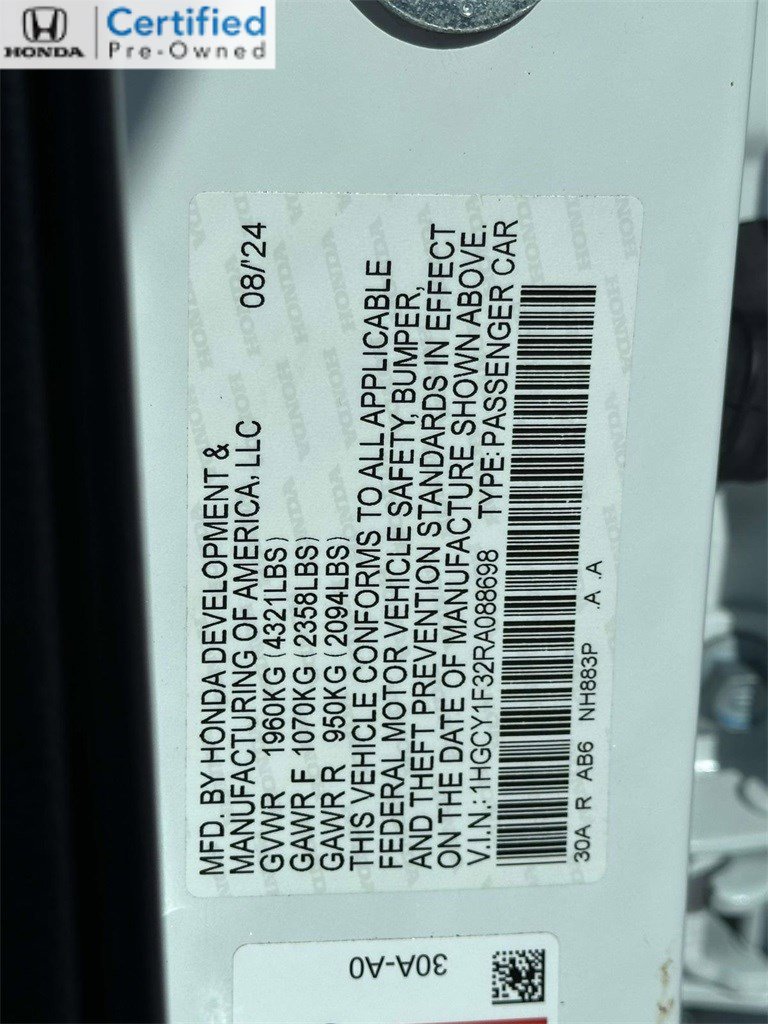 HONDA
Certified
Pre-Owned
MFD. BY HONDA DEVELOPMENT &
MANUFACTURING OF AMERICA, LLC 08/'24
GVWR 1960KG (4321LBS)
GAWR F 1070KG (2358LBS)
GAWR R 950KG (2094LBS)
THIS VEHICLE CONFORMS TO ALL APPLICABLE
FEDERAL MOTOR VEHICLE SAFETY, BUMPER,
AND THEFT PREVENTION STANDARDS IN EFFECT
ON THE DATE OF MANUFACTURE SHOWN ABOVE.
V.I.N.: 1HGCY1F32RA088698 TYPE: PASSENGER CAR
30A R AB6 NH883P .A .A
30A-A0